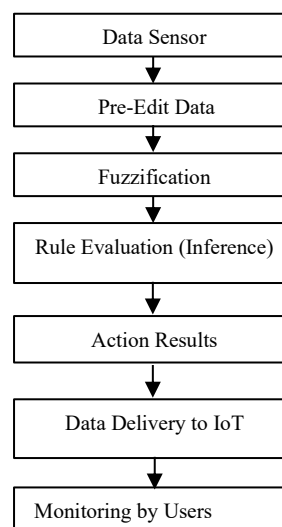 Data Sensor
Pre-Edit Data
Fuzzification
Rule Evaluation (Inference)
Action Results
Data Delivery to IoT
Monitoring by Users